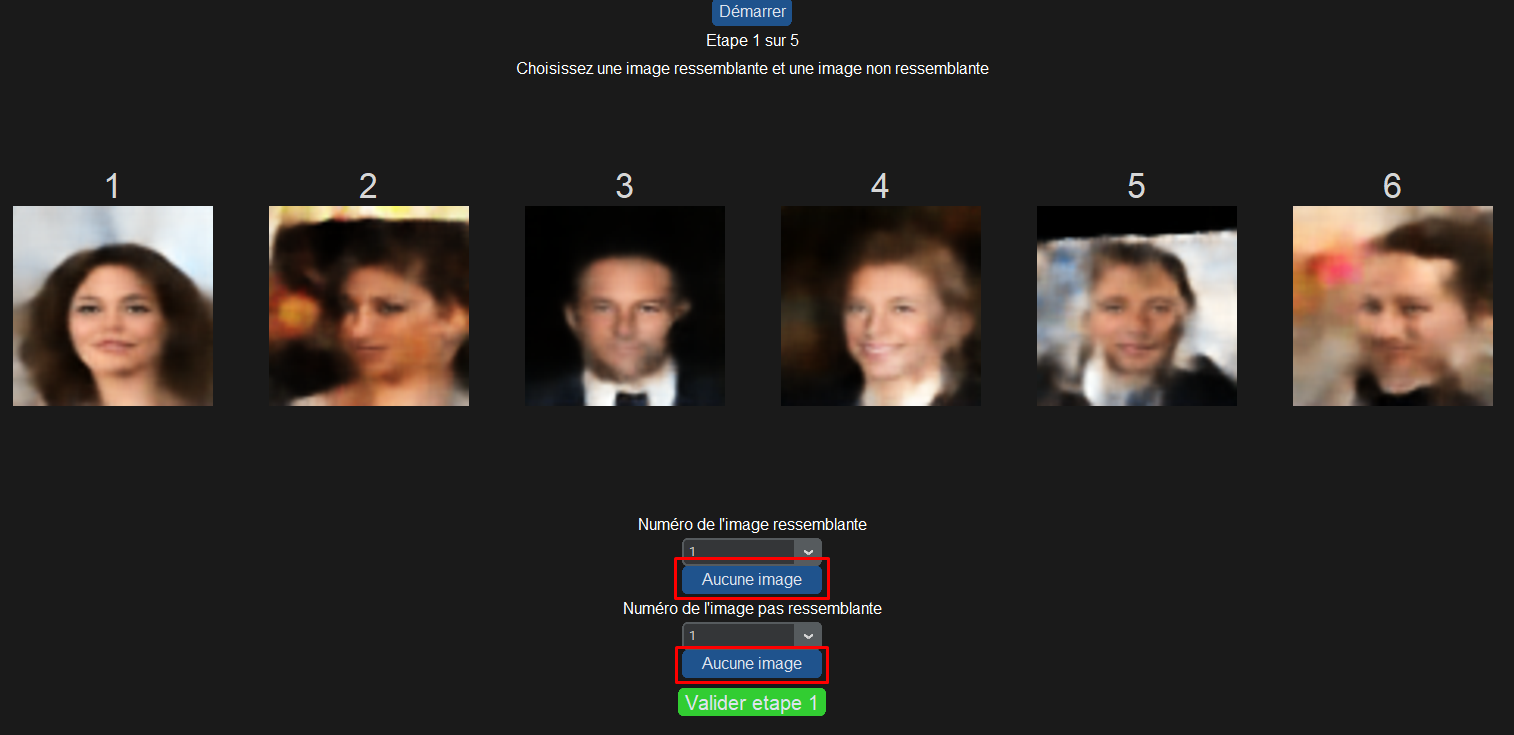 Démarrer
Etape 1 sur 5
Choisissez une image ressemblante et une image non ressemblante
1 2 3 4 5 6
Numéro de l'image ressemblante
1
Aucune image
Numéro de l'image pas ressemblante
1
Aucune image
Valider etape 1